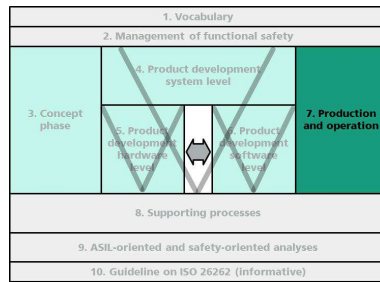 1. Vocabulary
2. Management of functional safety
4. Product development
system level
3. Concept
phase
5. Product
development
hardware
level
6. Product
development
software
level
7. Production
and operation
8. Supporting processes
9. ASIL-oriented and safety-oriented analyses
10. Guideline on ISO 26262 (informative)